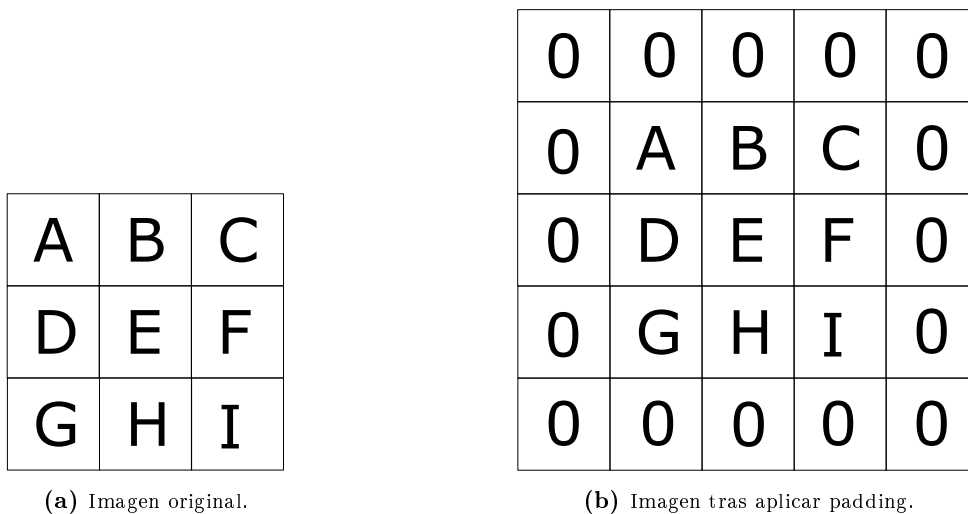 A B C
D E F
G H I
(a) Imagen original.
0 0 0 0 0
0 A B C 0
0 D E F 0
0 G H I 0
0 0 0 0 0
(b) Imagen tras aplicar padding.